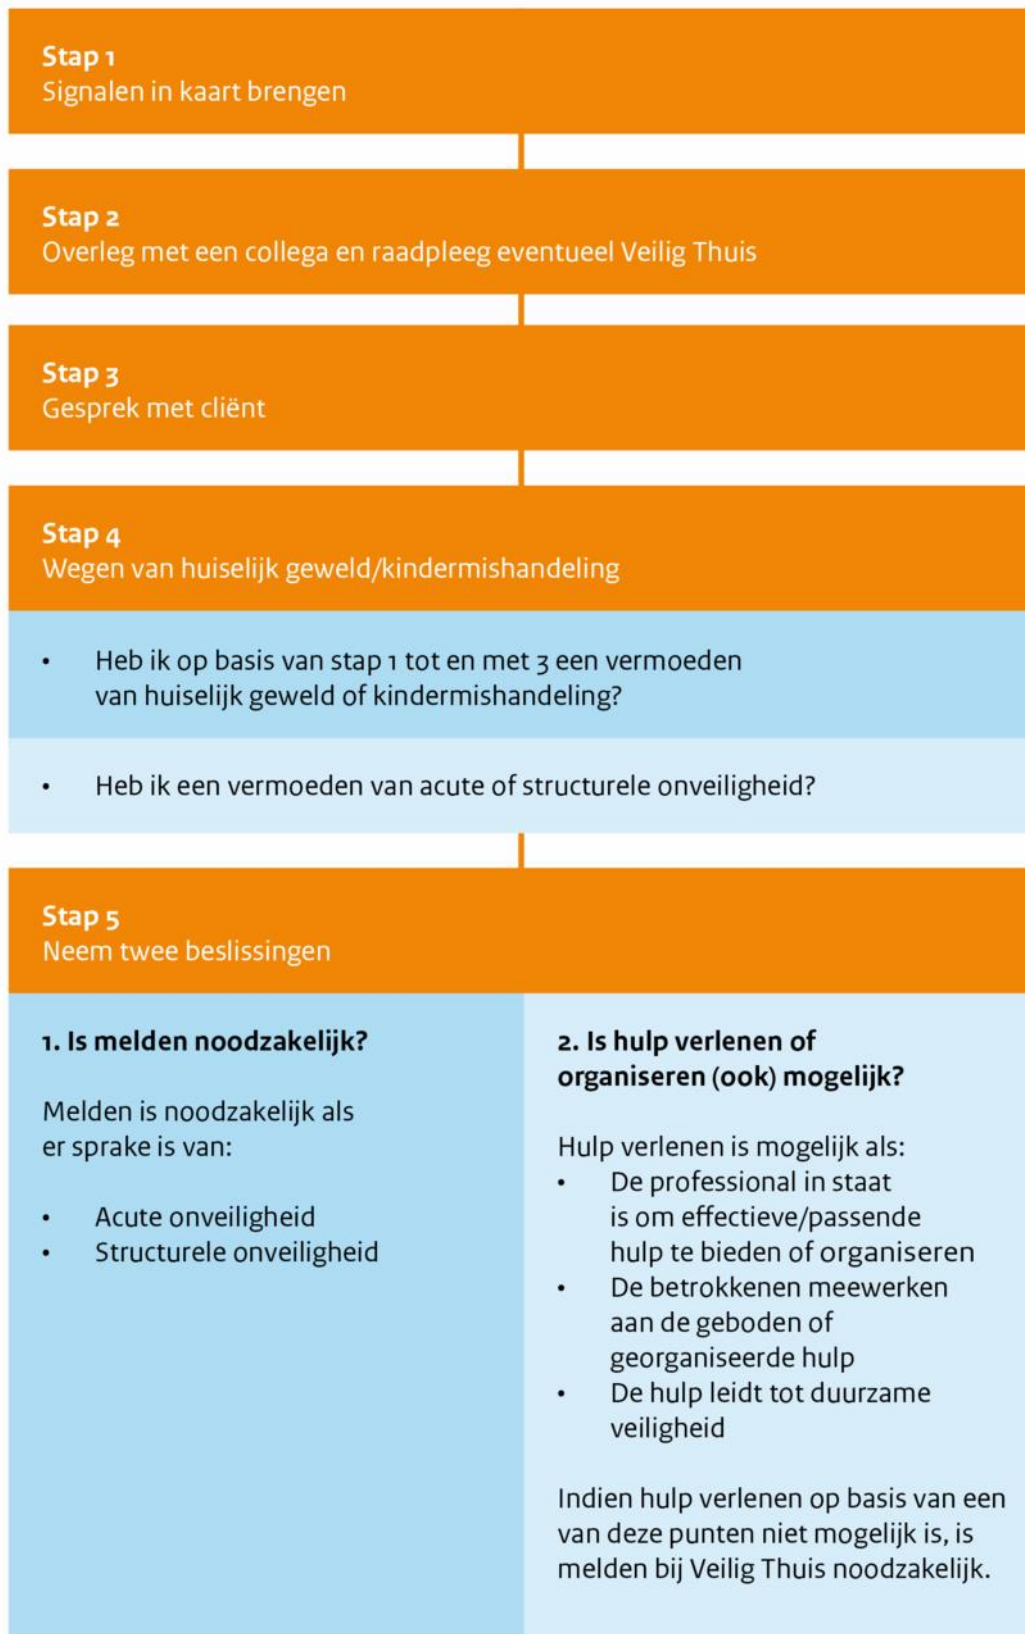 Stap 1
Signalen in kaart brengen
Stap 2
Overleg met een collega en raadpleeg eventueel Veilig Thuis
Stap 3
Gesprek met cliënt
Stap 4
Wegen van huiselijk geweld/kindermishandeling
• Heb ik op basis van stap 1 tot en met 3 een vermoeden
van huiselijk geweld of kindermishandeling?
• Heb ik een vermoeden van acute of structurele onveiligheid?
Stap 5
Neem twee beslissingen
1. Is melden noodzakelijk?
Melden is noodzakelijk als
er sprake is van:
• Acute onveiligheid
• Structurele onveiligheid
2. Is hulp verlenen of
organiseren (ook) mogelijk?
Hulp verlenen is mogelijk als:
• De professional in staat
is om effectieve/passende
hulp te bieden of organiseren
• De betrokkenen meewerken
aan de geboden of
georganiseerde hulp
• De hulp leidt tot duurzame
veiligheid
Indien hulp verlenen op basis van een
van deze punten niet mogelijk is, is
melden bij Veilig Thuis noodzakelijk.